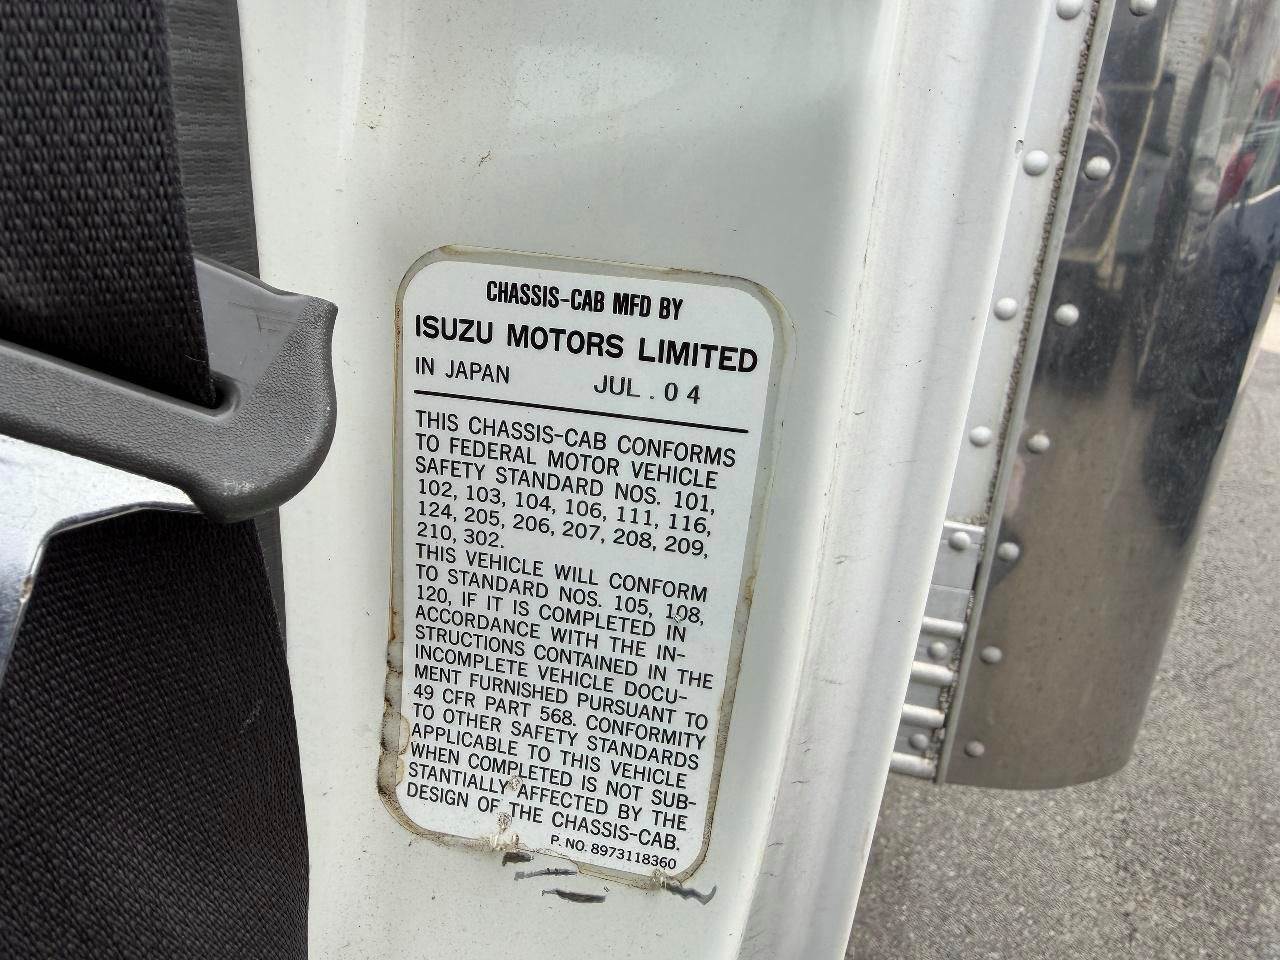 CHASSIS-CAB MFD BY
ISUZU MOTORS LIMITED
IN JAPAN JUL . 0 4
THIS CHASSIS-CAB CONFORMS
TO FEDERAL MOTOR VEHICLE
SAFETY STANDARD NOS. 101,
102, 103, 104, 106, 111, 116,
124, 205, 206, 207, 208, 209,
210, 302.
THIS VEHICLE WILL CONFORM
TO STANDARD NOS. 105, 108,
120, IF IT IS COMPLETED IN
ACCORDANCE WITH THE IN-
STRUCTIONS CONTAINED IN THE
INCOMPLETE VEHICLE DOCU-
MENT FURNISHED PURSUANT TO
49 CFR PART 568. CONFORMITY
TO OTHER SAFETY STANDARDS
APPLICABLE TO THIS VEHICLE
WHEN COMPLETED IS NOT SUB-
STANTIALLY AFFECTED BY THE
DESIGN OF THE CHASSIS-CAB.
P. NO. 8973118360